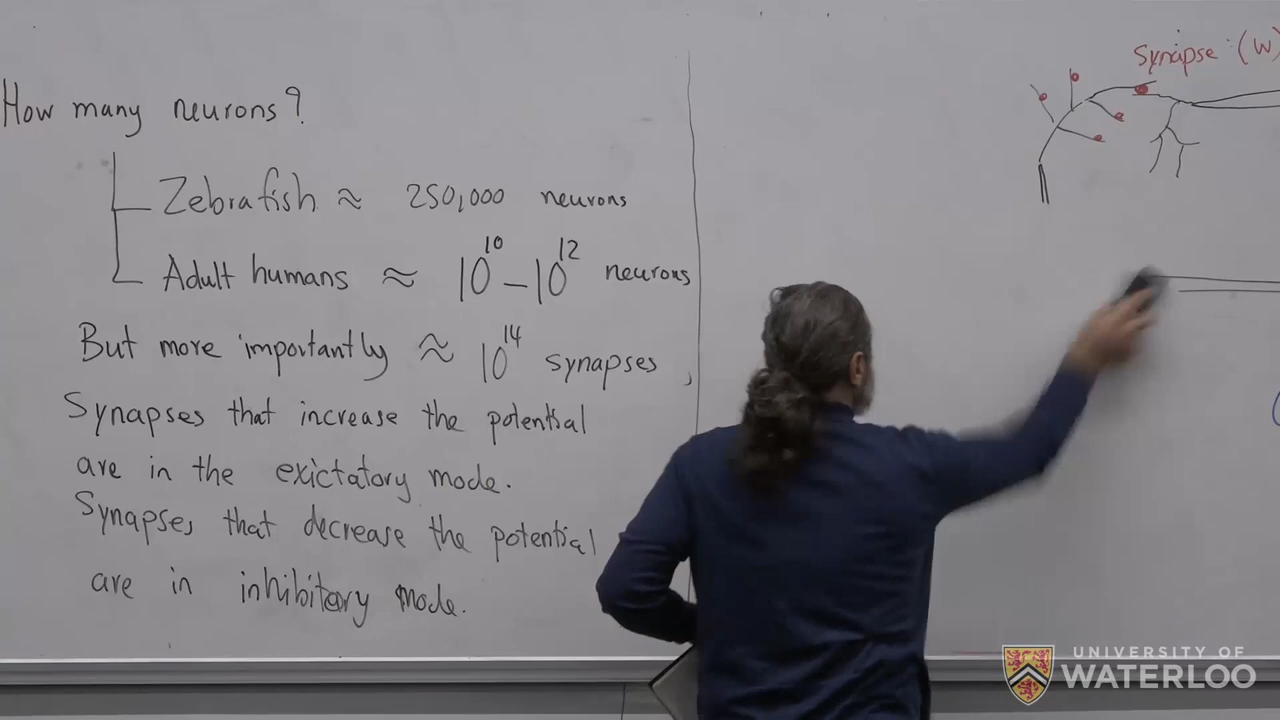 How many neurons?
Zebrafish ≈ 250,000 neurons
Adult humans ≈ 10^10 – 10^12 neurons
But more importantly ≈ 10^14 synapses,
Synapses that increase the potential
are in the exictatory mode.
Synapses that decrease the potential
are in inhibitory mode.
Synapse : (w)
UNIVERSITY OF
WATERLOO